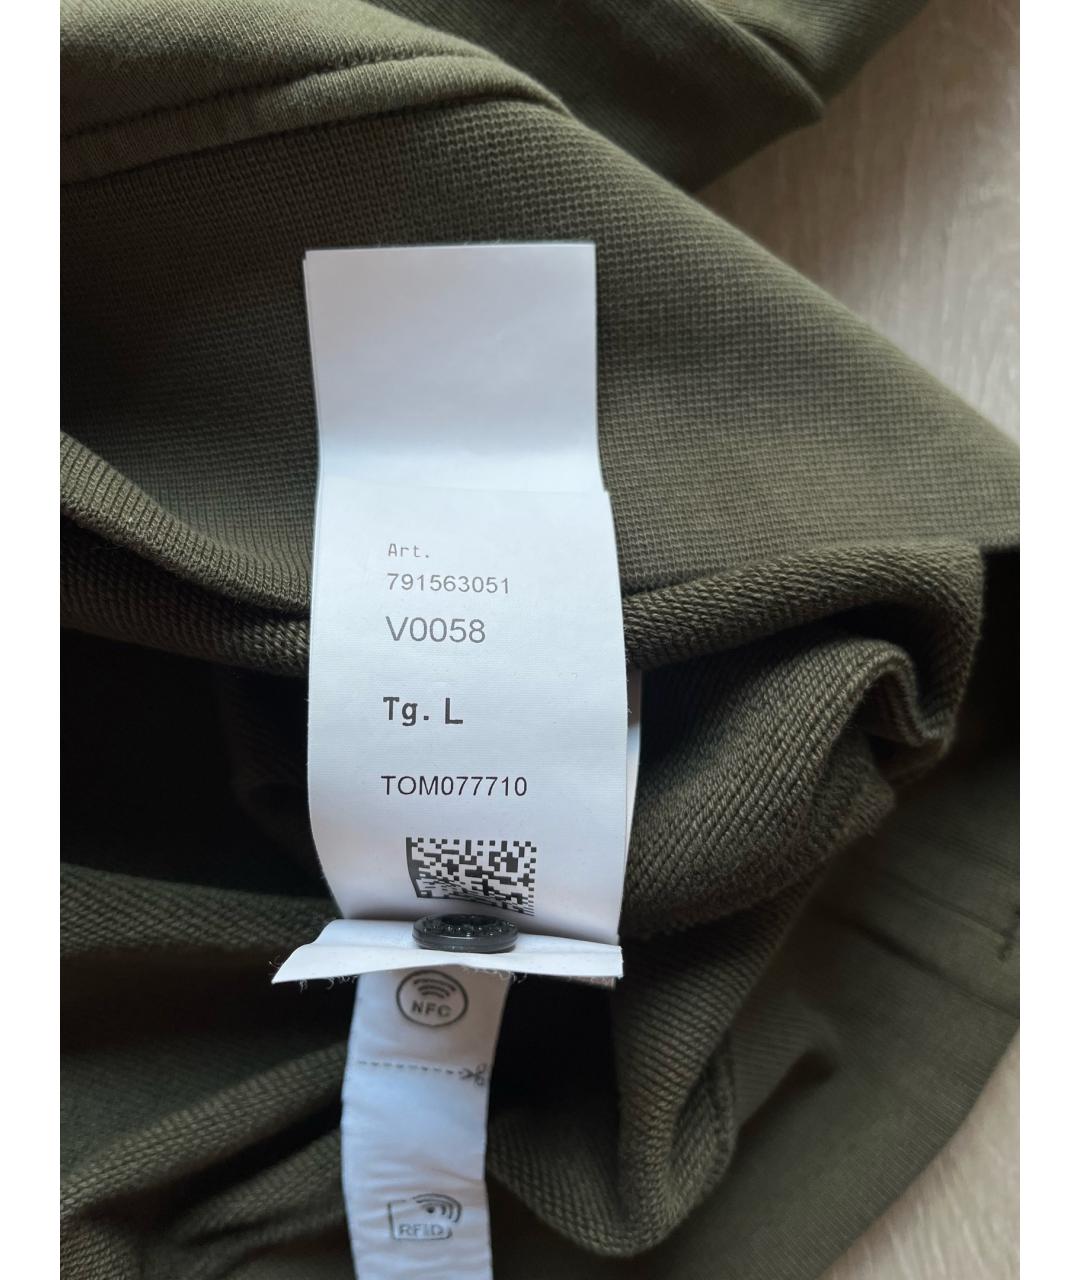 Art.
791563051
V0058
Tg. L
TOM077710
NFC
RFID